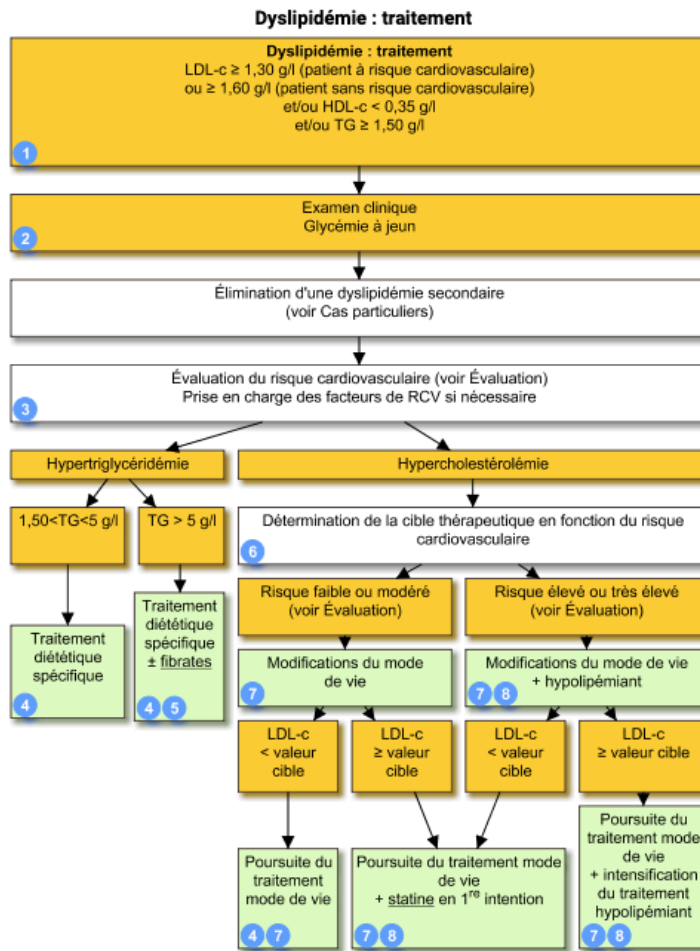 Dyslipidémie : traitement
Dyslipidémie : traitement
LDL-c ≥ 1,30 g/l (patient à risque cardiovasculaire)
ou ≥ 1,60 g/l (patient sans risque cardiovasculaire)
et/ou HDL-c < 0,35 g/l
et/ou TG ≥ 1,50 g/l
1
Examen clinique
Glycémie à jeun
2
Élimination d'une dyslipidémie secondaire
(voir Cas particuliers)
Évaluation du risque cardiovasculaire (voir Évaluation)
Prise en charge des facteurs de RCV si nécessaire
3
Hypertriglycéridémie
Hypercholestérolémie
1,50<TG<5 g/l
TG > 5 g/l
Détermination de la cible thérapeutique en fonction du risque
cardiovasculaire
6
Traitement
diététique
spécifique
4
Traitement
diététique
spécifique
± fibrates
4 5
Risque faible ou modéré
(voir Évaluation)
Risque élevé ou très élevé
(voir Évaluation)
Modifications du mode
de vie
7
Modifications du mode de vie
+ hypolipémiant
7 8
LDL-c
< valeur
cible
LDL-c
≥ valeur
cible
LDL-c
< valeur
cible
LDL-c
≥ valeur cible
Poursuite du
traitement
mode de vie
4 7
Poursuite du traitement mode
de vie
+ statine en 1re intention
7 8
Poursuite du
traitement mode
de vie
+ intensification
du traitement
hypolipémiant
7 8